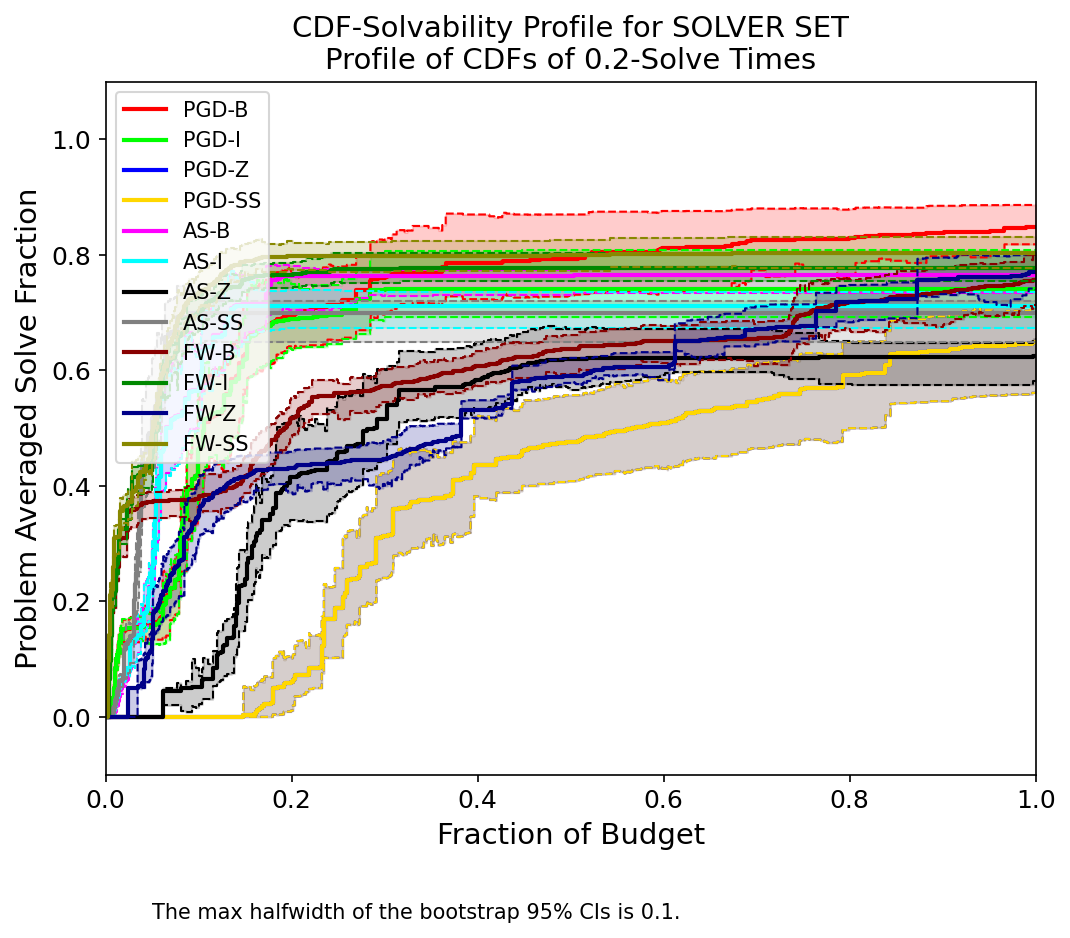 CDF-Solvability Profile for SOLVER SET
Profile of CDFs of 0.2-Solve Times
Problem Averaged Solve Fraction
1.0
0.8
0.6
0.4
0.2
0.0
PGD-B
PGD-I
PGD-Z
PGD-SS
AS-B
AS-I
AS-Z
AS-SS
FW-B
FW-I
FW-Z
FW-SS
0.0 0.2 0.4 0.6 0.8 1.0
Fraction of Budget
The max halfwidth of the bootstrap 95% CIs is 0.1.